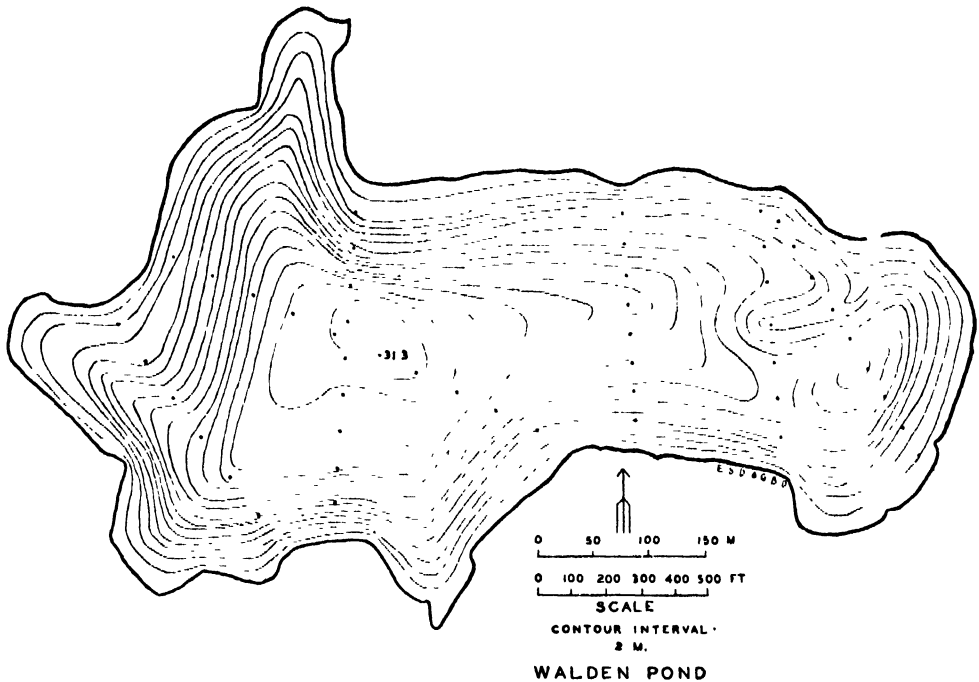 ·31 3
E S D & G B D
0 50 100 150 M
0 100 200 300 400 500 FT
SCALE
CONTOUR INTERVAL·
2 M.
WALDEN POND